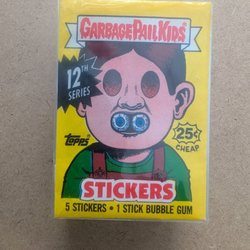 GARBAGE PAIL KIDS
12TH
SERIES
TOPPS
25¢
CHEAP
STICKERS
5 STICKERS • 1 STICK BUBBLE GUM